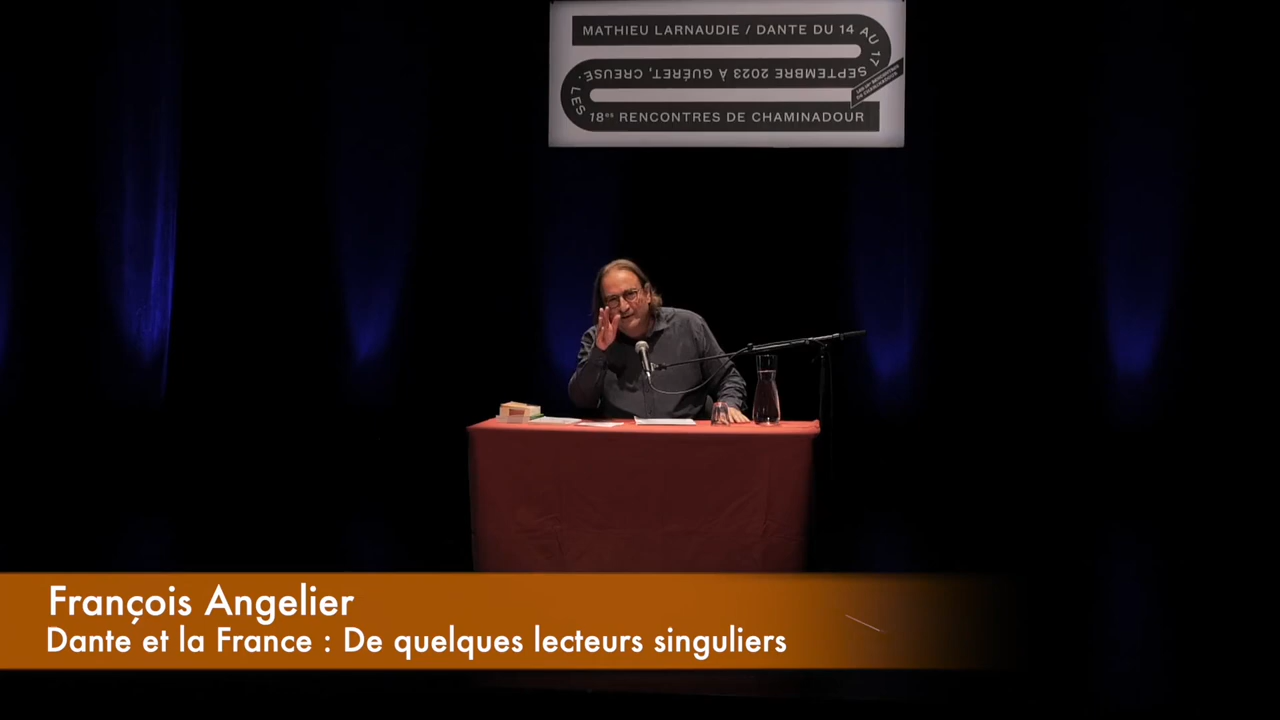 MATHIEU LARNAUDIE / DANTE DU 14 AU 17
SEPTEMBRE 2023 À GUÉRET, CREUSE. LES
18es RENCONTRES DE CHAMINADOUR
François Angelier
Dante et la France : De quelques lecteurs singuliers